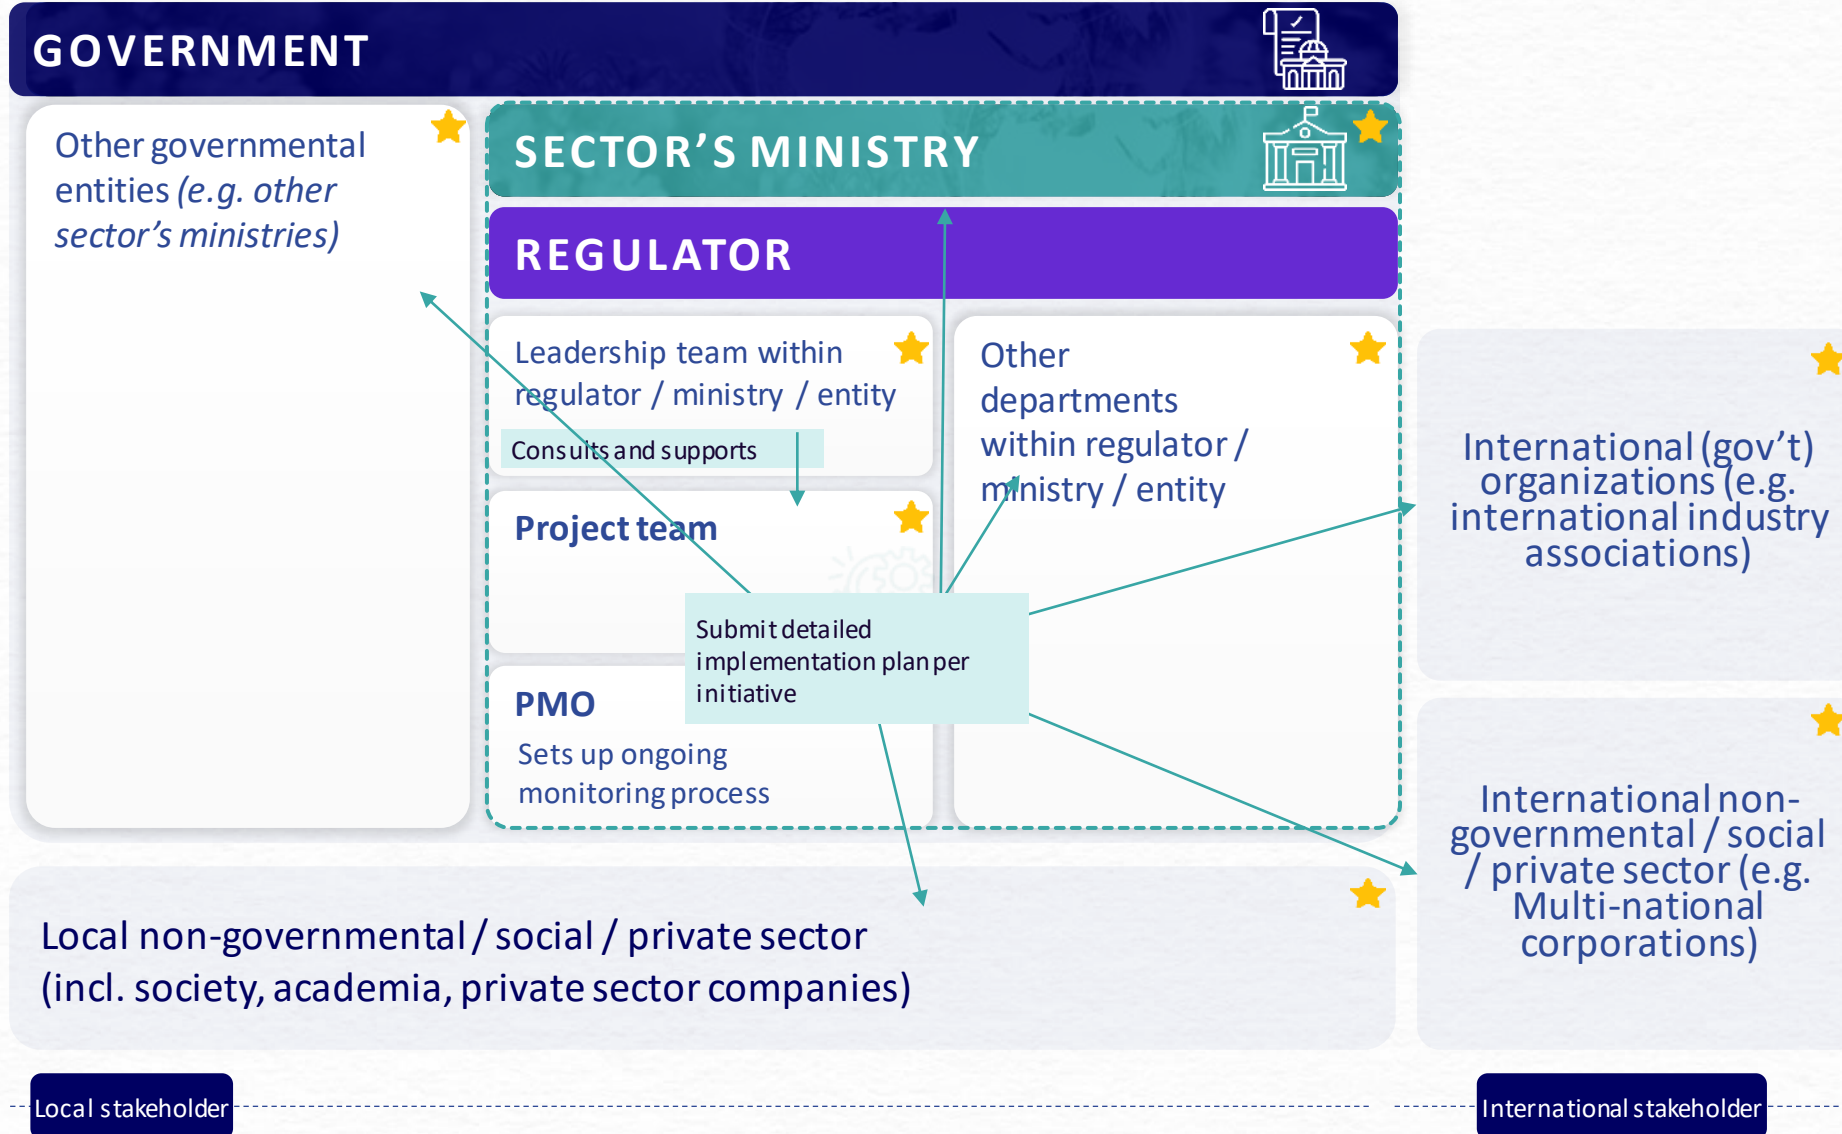 GOVERNMENT
Other governmental
entities (e.g. other
sector’s ministries)
SECTOR’S MINISTRY
REGULATOR
Leadership team within
regulator / ministry / entity
Consults and supports
Project team
Submit detailed
implementation plan per
initiative
PMO
Sets up ongoing
monitoring process
Other
departments
within regulator /
ministry / entity
International (gov’t)
organizations (e.g.
international industry
associations)
International non-
governmental / social
/ private sector (e.g.
Multi-national
corporations)
Local non-governmental / social / private sector
(incl. society, academia, private sector companies)
Local stakeholder
International stakeholder